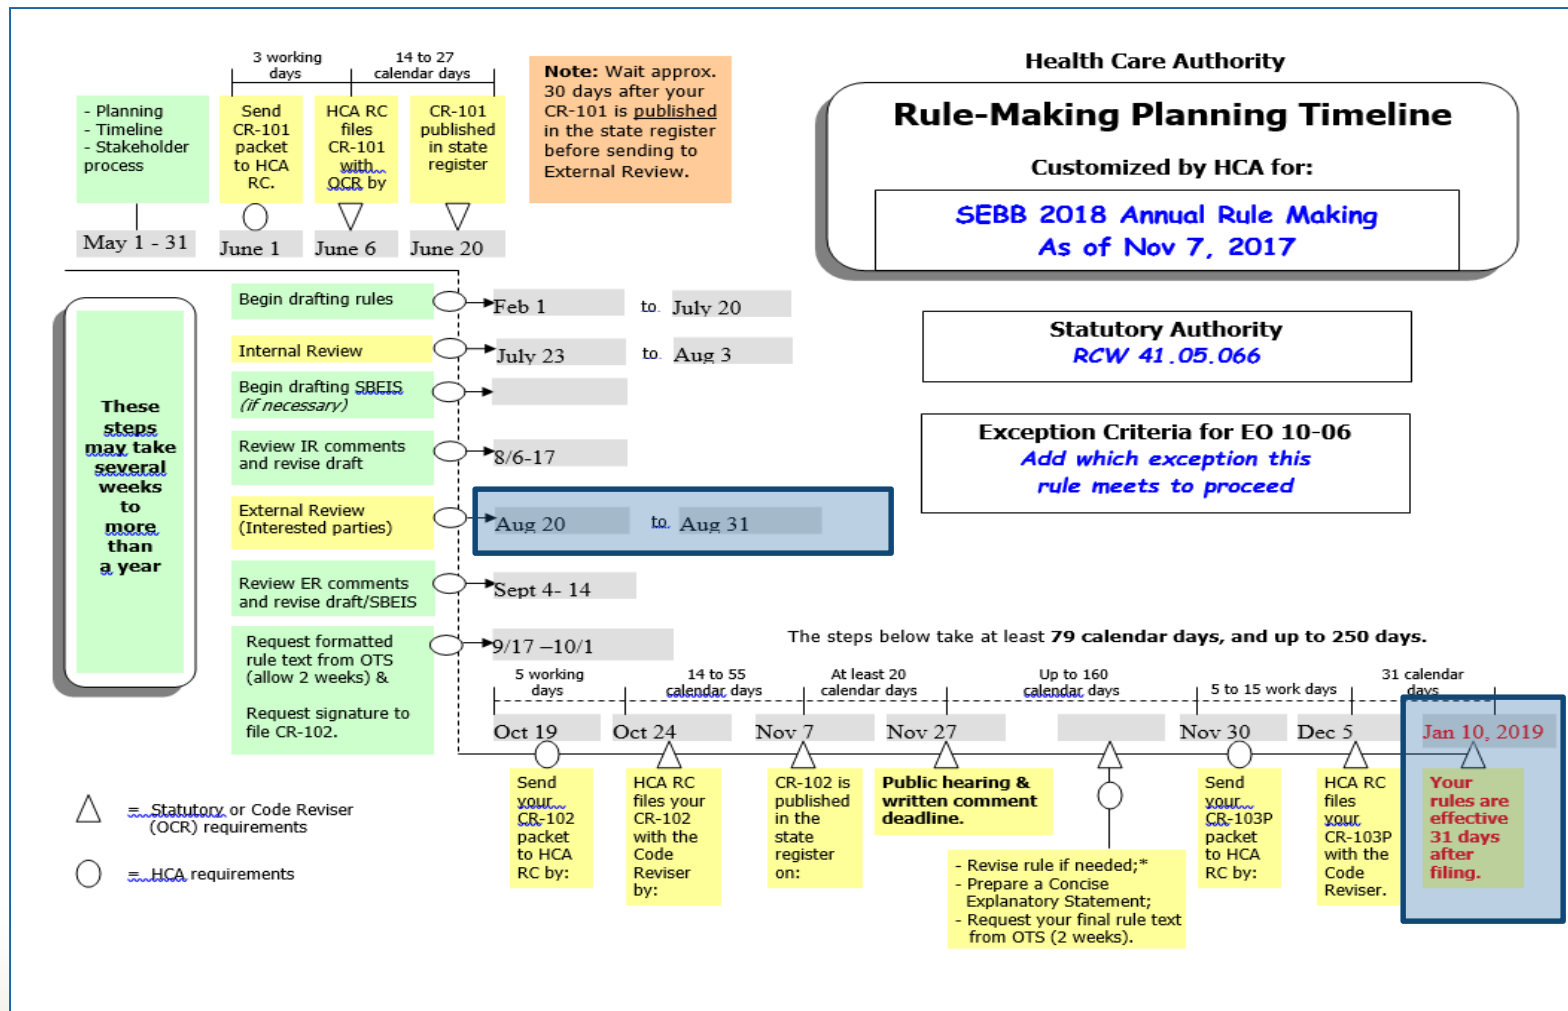 Health Care Authority
Rule-Making Planning Timeline
Customized by HCA for:
SEBB 2018 Annual Rule Making
As of Nov 7, 2017
3 working
days
14 to 27
calendar days
- Planning
- Timeline
- Stakeholder
process
Send
CR-101
packet
to HCA
RC.
HCA RC
files
CR-101
with
OCR by
CR-101
published
in state
register
Note: Wait approx.
30 days after your
CR-101 is published
in the state register
before sending to
External Review.
May 1 - 31
June 1
June 6
June 20
Statutory Authority
RCW 41.05.066
Exception Criteria for EO 10-06
Add which exception this
rule meets to proceed
These
steps
may take
several
weeks
to
more
than
a year
Begin drafting rules
Feb 1 to July 20
Internal Review
July 23 to Aug 3
Begin drafting SBEIS
(if necessary)
Review IR comments
and revise draft
8/6-17
External Review
(Interested parties)
Aug 20 to Aug 31
Review ER comments
and revise draft/SBEIS
Sept 4- 14
Request formatted
rule text from OTS
(allow 2 weeks) &
Request signature to
file CR-102.
9/17 –10/1
The steps below take at least 79 calendar days, and up to 250 days.
5 working
days
14 to 55
calendar days
At least 20
calendar days
Up to 160
calendar days
5 to 15 work days
31 calendar
days
Oct 19
Oct 24
Nov 7
Nov 27
Nov 30
Dec 5
Jan 10, 2019
Send
your
CR-102
packet
to HCA
RC by:
HCA RC
files your
CR-102
with the
Code
Reviser
by:
CR-102 is
published
in the
state
register
on:
Public hearing &
written comment
deadline.
- Revise rule if needed;*
- Prepare a Concise
Explanatory Statement;
- Request your final rule text
from OTS (2 weeks).
Send
your
CR-103P
packet
to HCA
RC by:
HCA RC
files
your
CR-103P
with the
Code
Reviser.
Your
rules are
effective
31 days
after
filing.
= Statutory or Code Reviser
(OCR) requirements
= HCA requirements